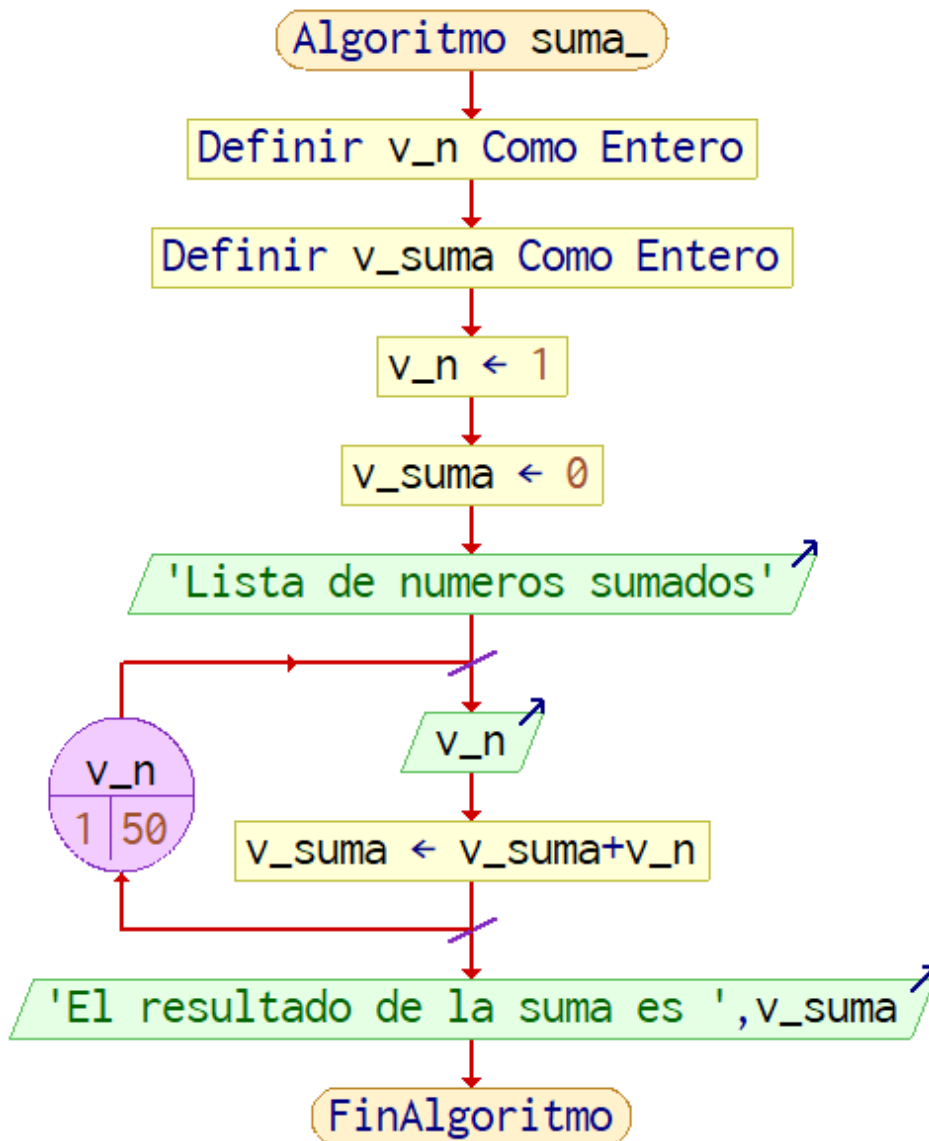 Algoritmo suma_
Definir v_n Como Entero
Definir v_suma Como Entero
v_n ← 1
v_suma ← 0
'Lista de numeros sumados'
v_n
v_n
1 50
v_suma ← v_suma+v_n
'El resultado de la suma es ',v_suma
FinAlgoritmo